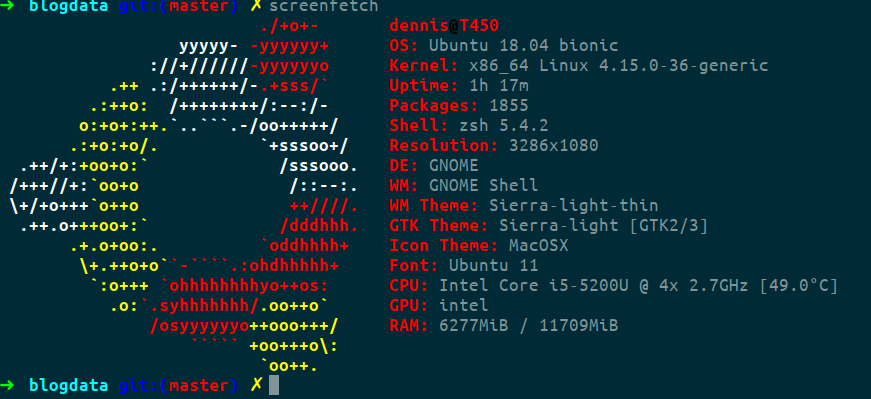 ➜  blogdata git:(master) ✗ screenfetch
                          ./+o+-       dennis@T450
                  yyyyy- -yyyyyy+      OS: Ubuntu 18.04 bionic
               ://+//////-yyyyyyo      Kernel: x86_64 Linux 4.15.0-36-generic
           .++ .:/++++++/-.+sss/`      Uptime: 1h 17m
         .:++o:  /++++++++/:--:/-      Packages: 1855
        o:+o+:++.`..```.-/oo+++++/     Shell: zsh 5.4.2
       .:+o:+o/.          `+sssoo+/    Resolution: 3286x1080
  .++/+:+oo+o:`             /sssooo.   DE: GNOME
 /+++//+:`oo+o               /::--:.   WM: GNOME Shell
 \+/+o+++`o++o               ++////.   WM Theme: Sierra-light-thin
  .++.o+++oo+:`             /dddhhh.   GTK Theme: Sierra-light [GTK2/3]
       .+.o+oo:.          `oddhhhh+    Icon Theme: MacOSX
        \+.++o+o``-````.:ohdhhhhh+     Font: Ubuntu 11
         `:o+++ `ohhhhhhhhyo++os:      CPU: Intel Core i5-5200U @ 4x 2.7GHz [49.0°C]
           .o:`.syhhhhhhh/.oo++o`      GPU: intel
               /osyyyyyyo++ooo+++/     RAM: 6277MiB / 11709MiB
                   ````` +oo+++o\:
                          `oo++.
➜  blogdata git:(master) ✗